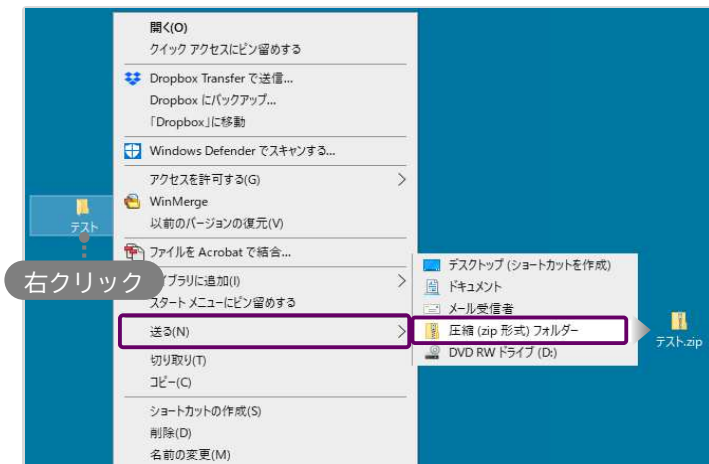 開く(O)
クイック アクセスにピン留めする
Dropbox Transfer で送信...
Dropbox にバックアップ...
「Dropbox」に移動
Windows Defender でスキャンする...
アクセスを許可する(G)
WinMerge
以前のバージョンの復元(V)
テスト
ファイルを Acrobat で結合...
右クリック
イブラリに追加(I)
スタート メニューにピン留めする
送る(N)
切り取り(T)
コピー(C)
ショートカットの作成(S)
削除(D)
名前の変更(M)
デスクトップ (ショートカットを作成)
ドキュメント
メール受信者
圧縮 (zip 形式) フォルダー
DVD RW ドライブ (D:)
テスト.zip